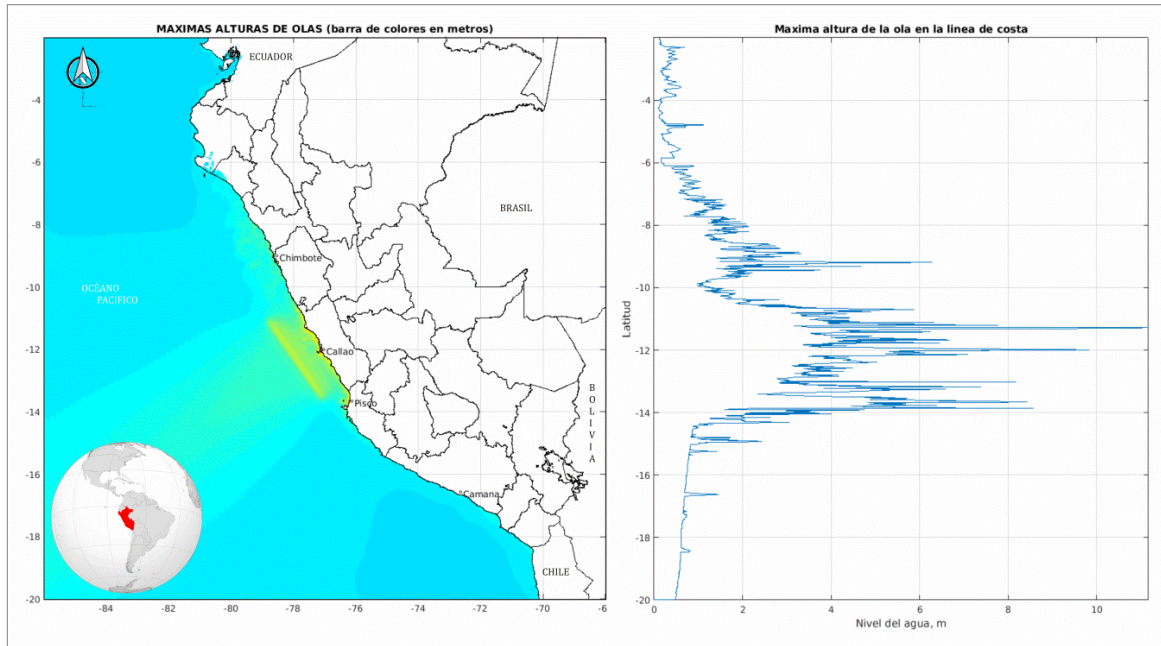 MAXIMAS ALTURAS DE OLAS (barra de colores en metros)
ECUADOR
BRASIL
OCÉANO
PACIFICO
Chimbote
Callao
Pisco
B
O
L
I
V
I
A
Camana
CHILE
-4
-6
-8
-10
-12
-14
-16
-18
-20
-84
-82
-80
-78
-76
-74
-72
-70
-6
Maxima altura de la ola en la linea de costa
Latitud
-4
-6
-8
-10
-12
-14
-16
-18
-20
0
2
4
6
8
10
Nivel del agua, m